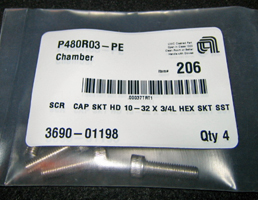 P480R03-PE
Chamber
Item# 206
SCR CAP SKT HD 10-32 X 3/4L HEX SKT SST
3690-01198
Qty 4